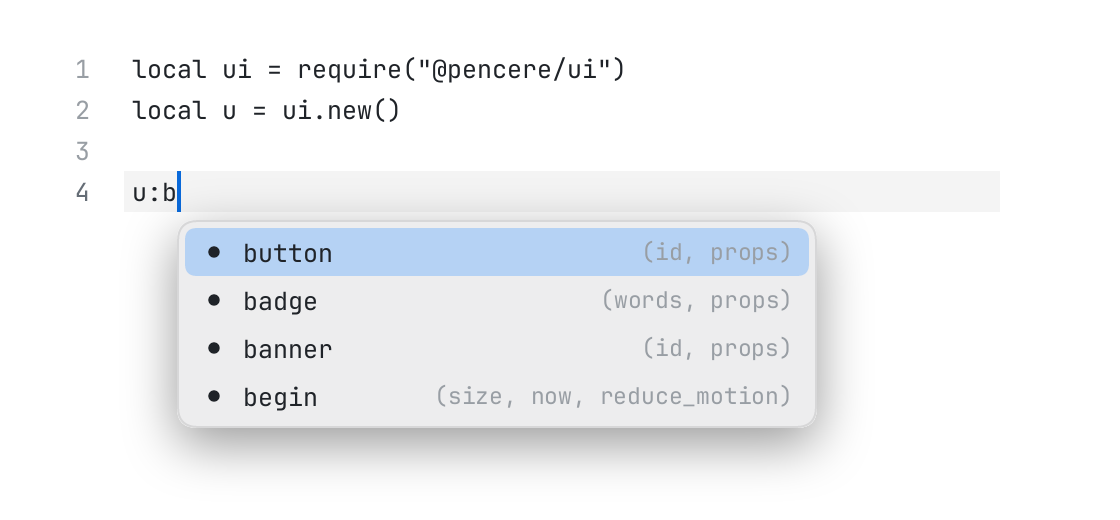 1 local ui = require("@pencere/ui")
2 local u = ui.new()
3
4 u:b
button (id, props)
badge (words, props)
banner (id, props)
begin (size, now, reduce_motion)